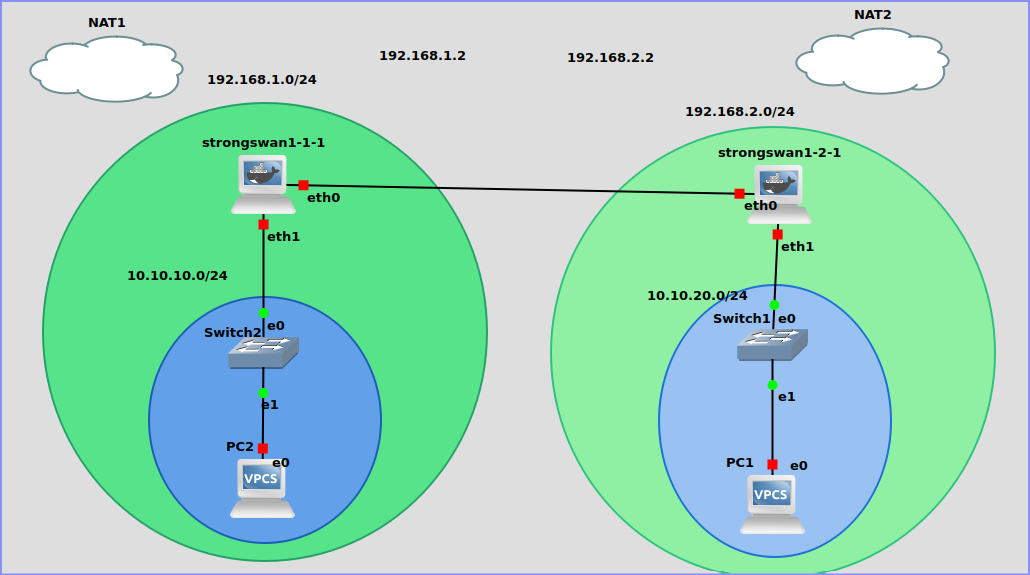 NAT1
NAT2
192.168.1.2
192.168.2.2
192.168.1.0/24
192.168.2.0/24
strongswan1-1-1
strongswan1-2-1
eth0
eth0
eth1
eth1
10.10.10.0/24
10.10.20.0/24
Switch2
e0
Switch1
e0
e1
e1
PC2
e0
VPCS
PC1
e0
VPCS